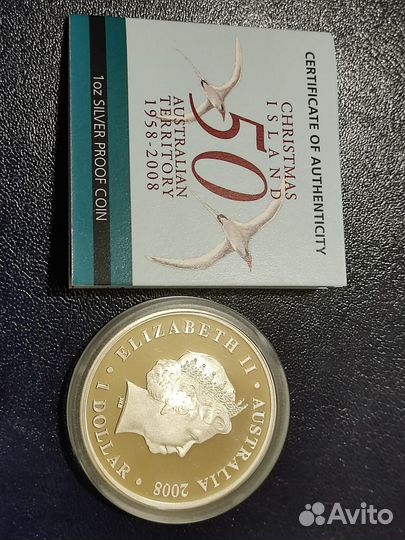 CERTIFICATE OF AUTHENTICITY
CHRISTMAS
ISLAND
50
AUSTRALIAN
TERRITORY
1958-2008
1oz SILVER PROOF COIN
ELIZABETH II • AUSTRALIA
2008
1 DOLLAR
Avito